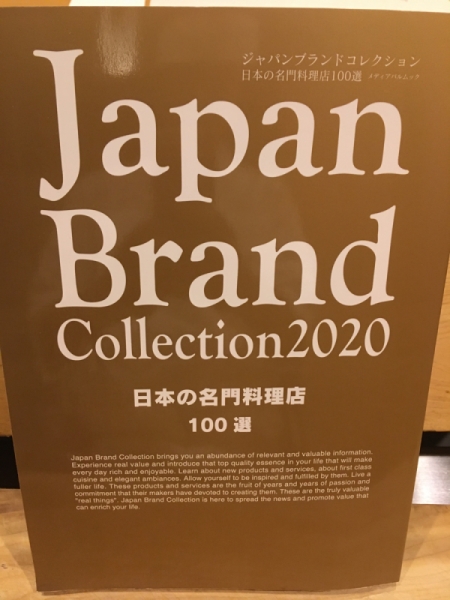 ジャパンブランドコレクション
日本の名門料理店100選 メディアパルムック
Japan
Brand
Collection2020
日本の名門料理店
100 選
Japan Brand Collection brings you an abundance of relevant and valuable information.
Experience real value and introduce that top quality essence in your life that will make
every day rich and enjoyable. Learn about new products and services, about first class
cuisine and elegant ambiances. Allow yourself to be inspired and fulfilled by them. Live a
fuller life. These products and services are the fruit of years and years of passion and
commitment that their makers have devoted to creating them. These are the truly valuable
"real things". Japan Brand Collection is here to spread the news and promote value that
can enrich your life.